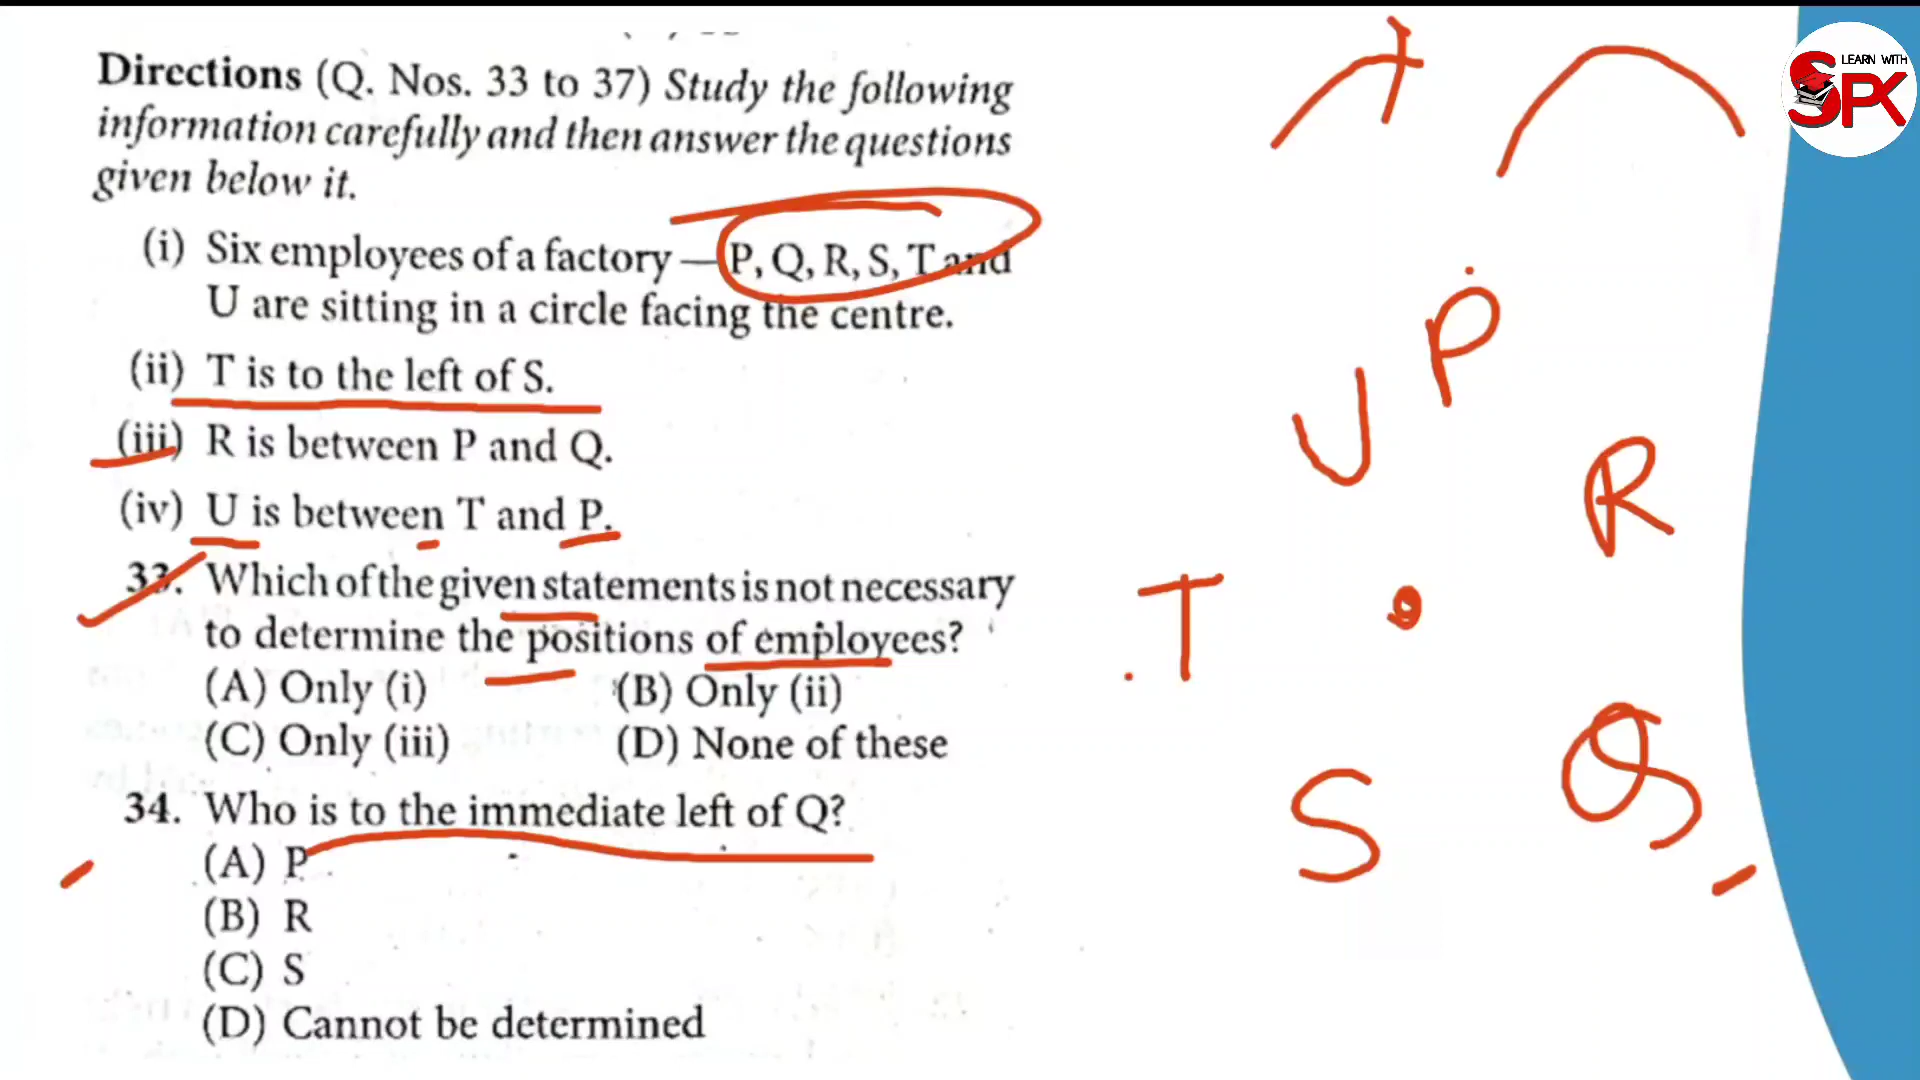 Directions (Q. Nos. 33 to 37) Study the following
information carefully and then answer the questions
given below it.
(i) Six employees of a factory — P, Q, R, S, T and
U are sitting in a circle facing the centre.
(ii) T is to the left of S.
(iii) R is between P and Q.
(iv) U is between T and P.
33. Which of the given statements is not necessary
to determine the positions of employees?
(A) Only (i) (B) Only (ii)
(C) Only (iii) (D) None of these
34. Who is to the immediate left of Q?
(A) P
(B) R
(C) S
(D) Cannot be determined
P
U
R
T
Q
S
LEARN WITH
SPK